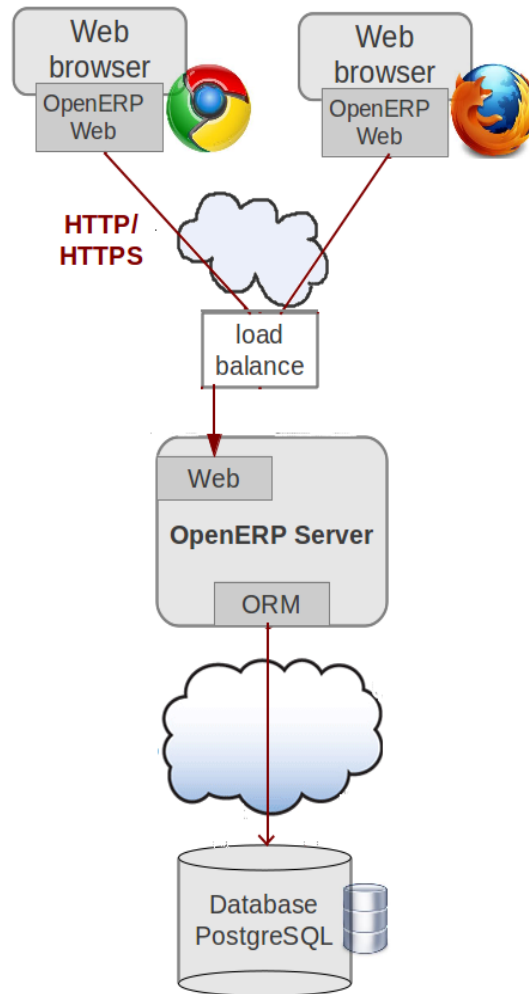 Web
browser
OpenERP
Web
Web
browser
OpenERP
Web
HTTP/
HTTPS
load
balance
Web
OpenERP Server
ORM
Database
PostgreSQL